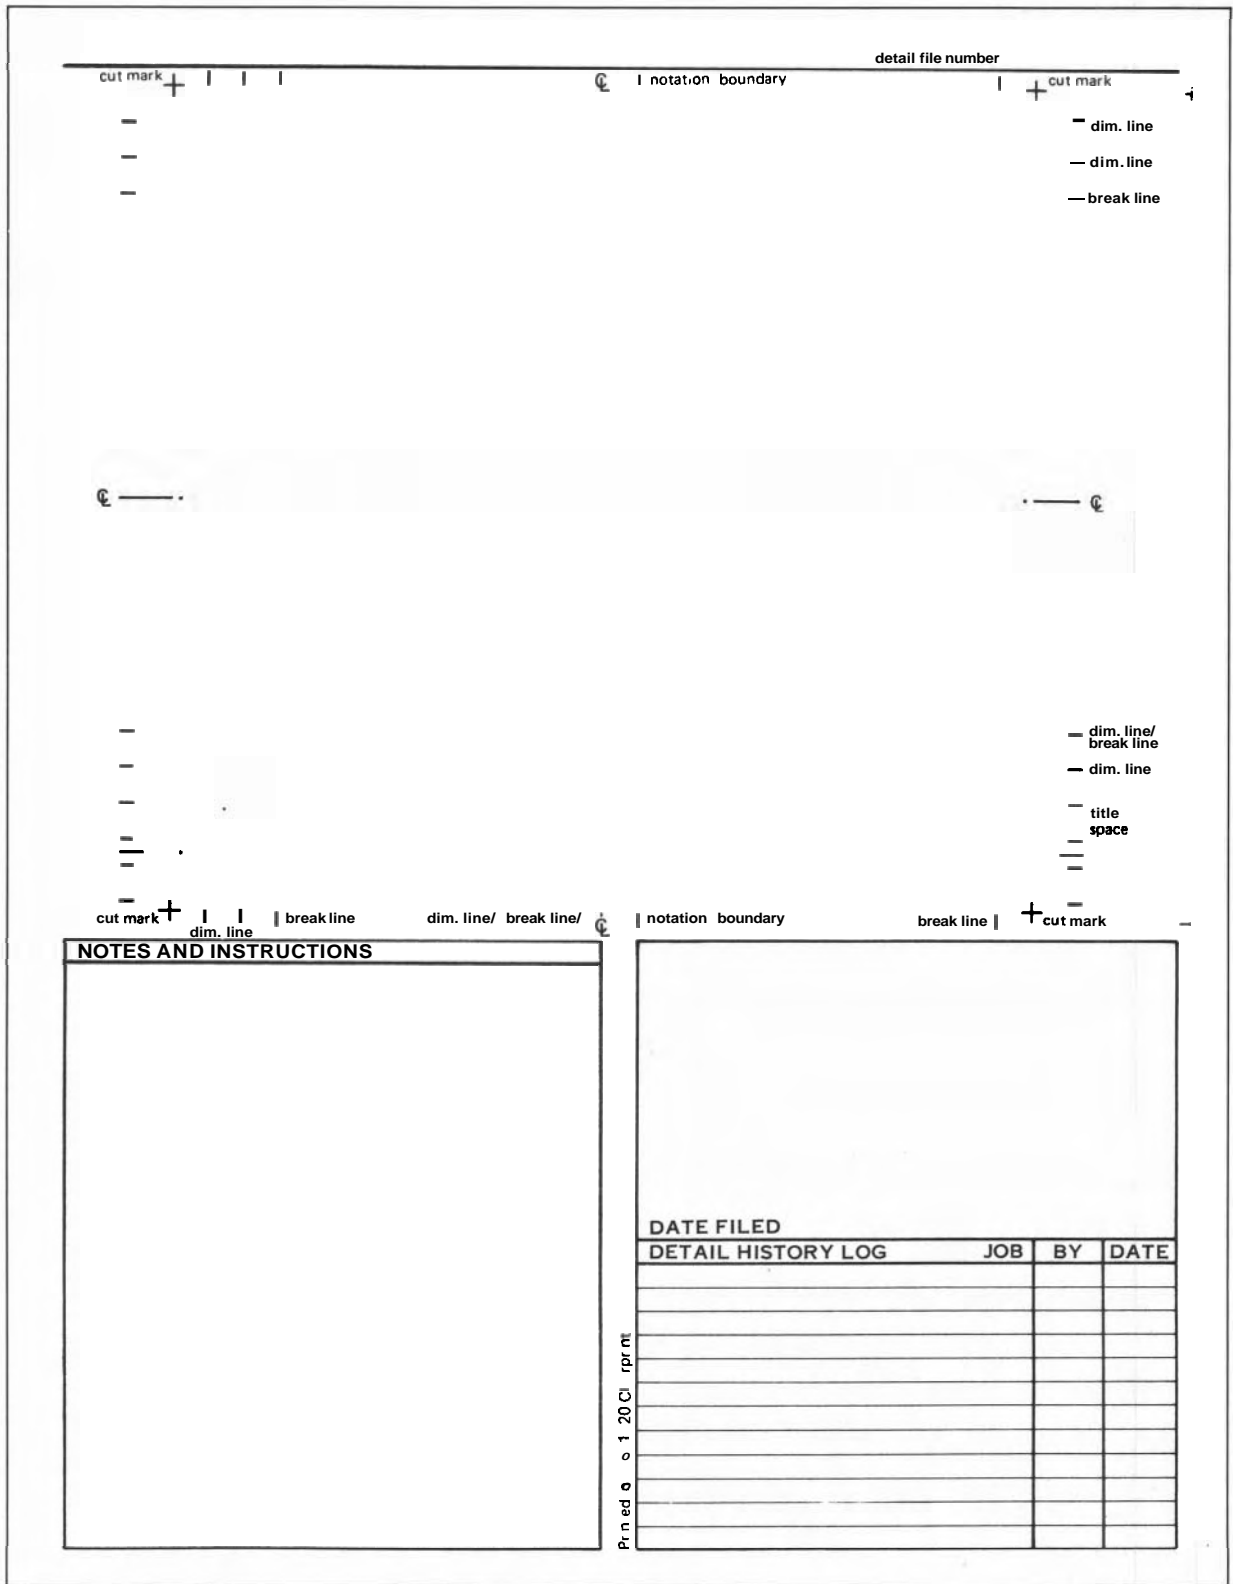 detail file number
cut mark
℄ notation boundary
cut mark
dim. line
dim. line
break line
℄
℄
dim. line/
break line
dim. line
title
space
cut mark
break line
dim. line/ break line/ ℄
notation boundary
break line
cut mark
dim. line
NOTES AND INSTRUCTIONS
DATE FILED
DETAIL HISTORY LOG JOB BY DATE